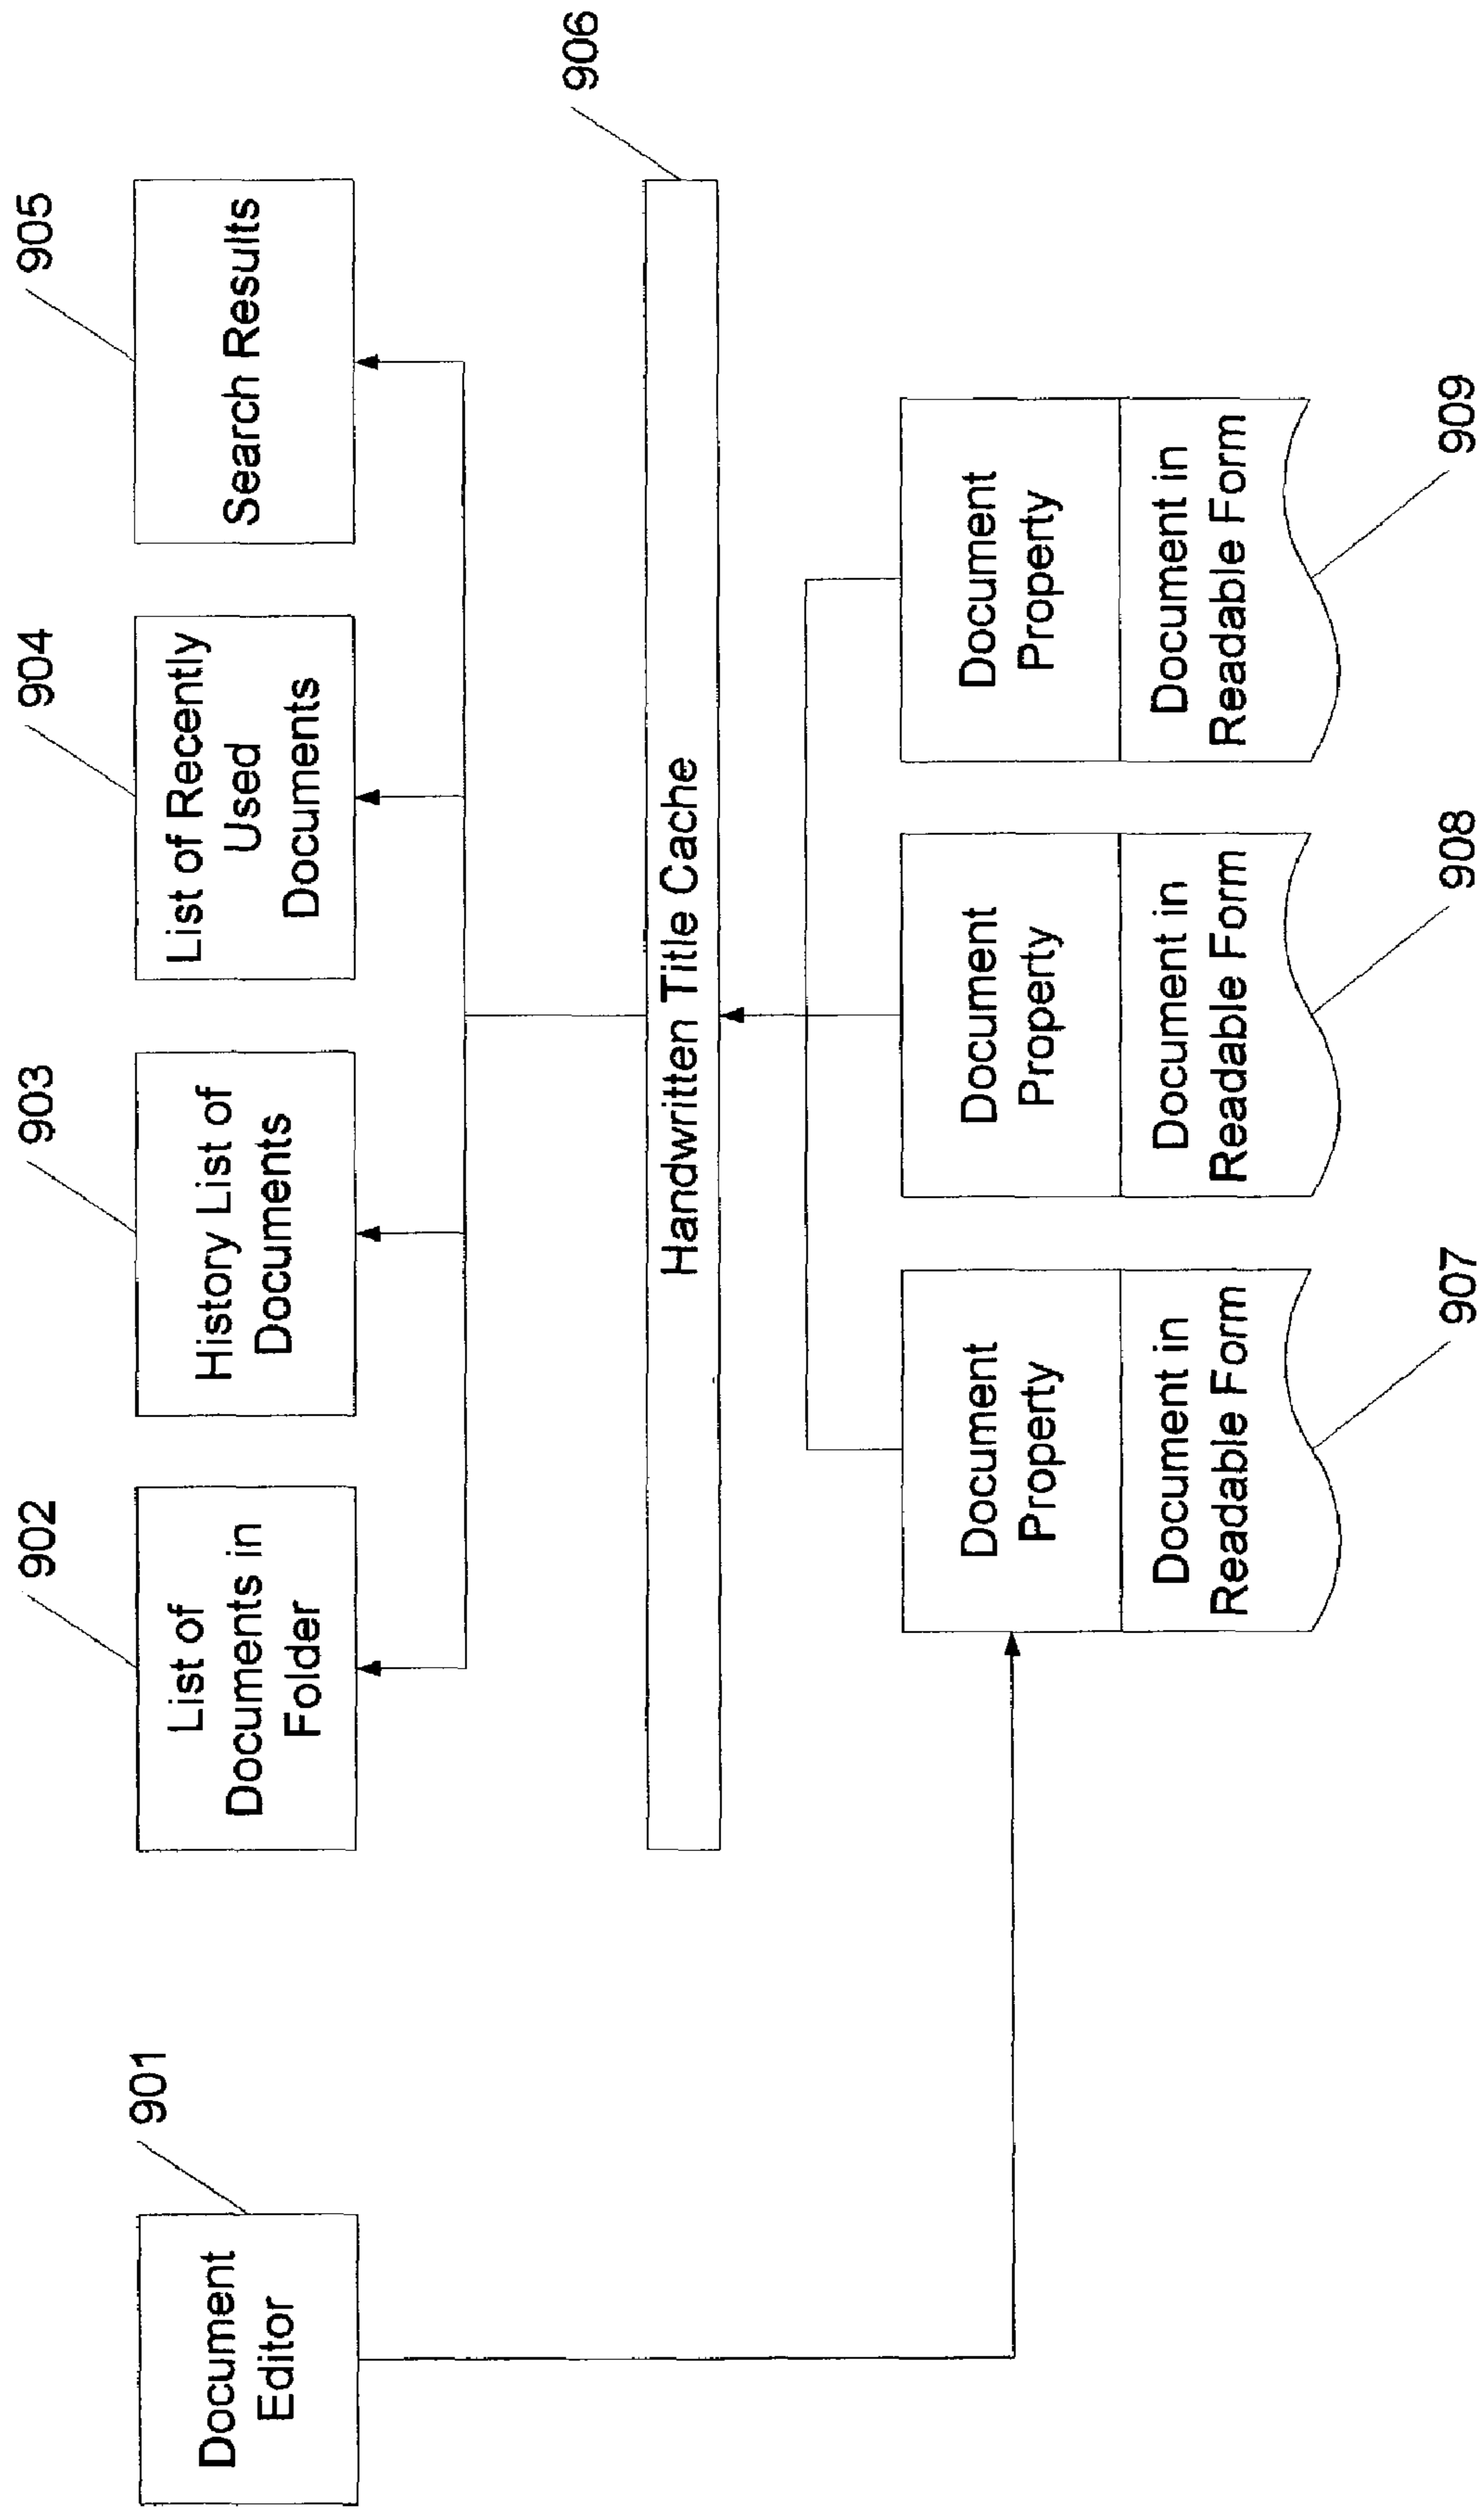 901
902
903
904
905
Document
Editor
List of
Documents in
Folder
History List of
Documents
List of Recently
Used
Documents
Search Results
906
Handwritten Title Cache
Document
Property
Document in
Readable Form
907
Document
Property
Document in
Readable Form
908
Document
Property
Document in
Readable Form
909